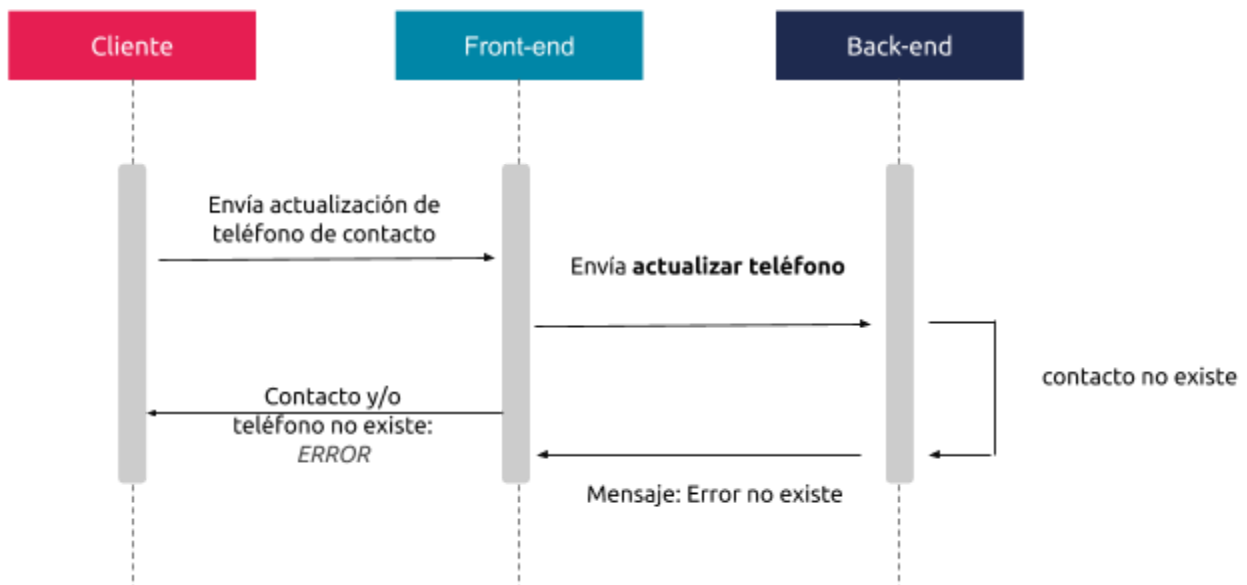 Cliente
Front-end
Back-end
Envía actualización de
teléfono de contacto
Envía actualizar teléfono
contacto no existe
Contacto y/o
teléfono no existe:
ERROR
Mensaje: Error no existe